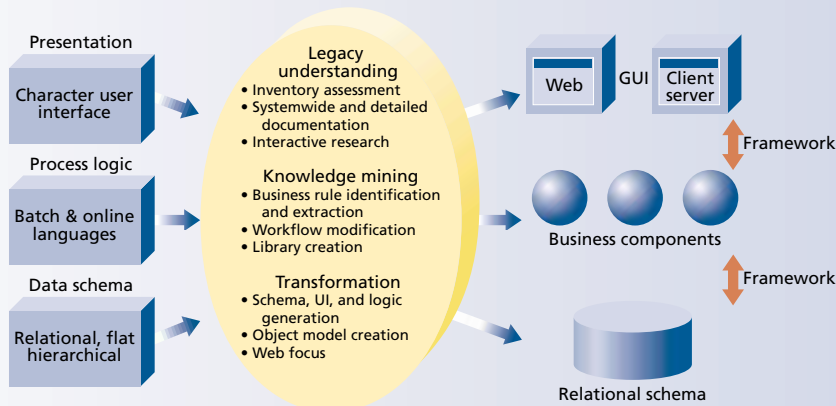 Presentation
Character user
interface
Process logic
Batch & online
languages
Data schema
Relational, flat
hierarchical
Legacy
understanding
• Inventory assessment
• Systemwide and detailed
documentation
• Interactive research
Knowledge mining
• Business rule identification
and extraction
• Workflow modification
• Library creation
Transformation
• Schema, UI, and logic
generation
• Object model creation
• Web focus
Web
GUI
Client
server
Framework
Business components
Framework
Relational schema